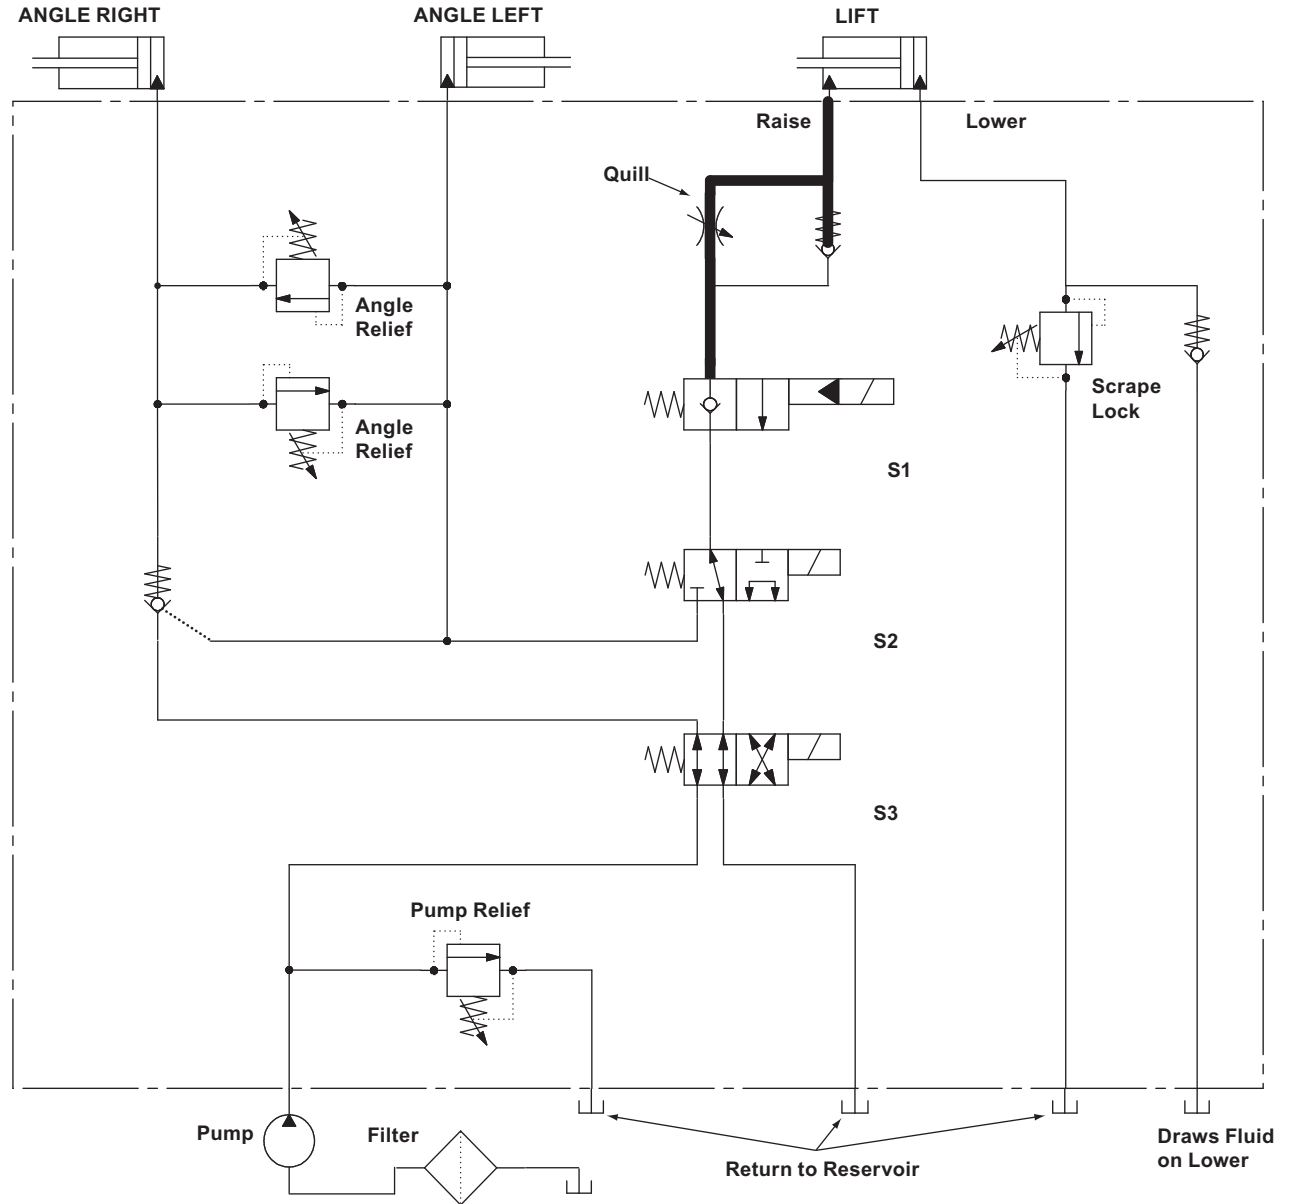 ANGLE RIGHT
ANGLE LEFT
LIFT
Raise
Lower
Quill
Angle
Relief
Angle
Relief
Scrape
Lock
S1
S2
S3
Pump Relief
Pump
Filter
Return to Reservoir
Draws Fluid
on Lower